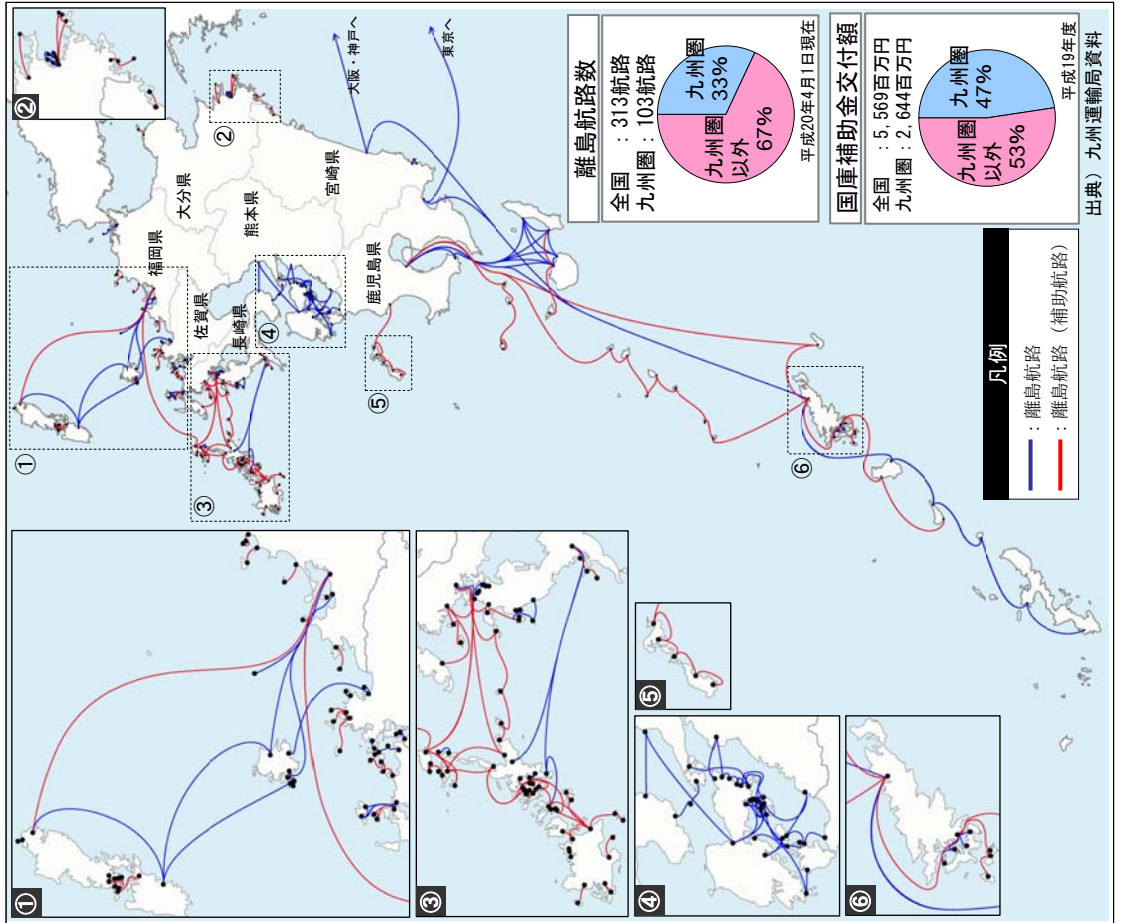 ①
②
③
④
⑤
⑥
②
①
②
③
④
⑤
⑥
福岡県
大分県
佐賀県
長崎県
熊本県
宮崎県
鹿児島県
大阪・神戸へ
東京へ
離島航路数
全国　：313航路
九州圏：103航路
九州圏
33%
九州圏
以外
67%
平成20年4月1日現在
国庫補助金交付額
全国　：5,569百万円
九州圏：2,644百万円
九州圏
47%
九州圏
以外
53%
平成19年度
出典）九州運輸局資料
凡例
：離島航路
：離島航路（補助航路）